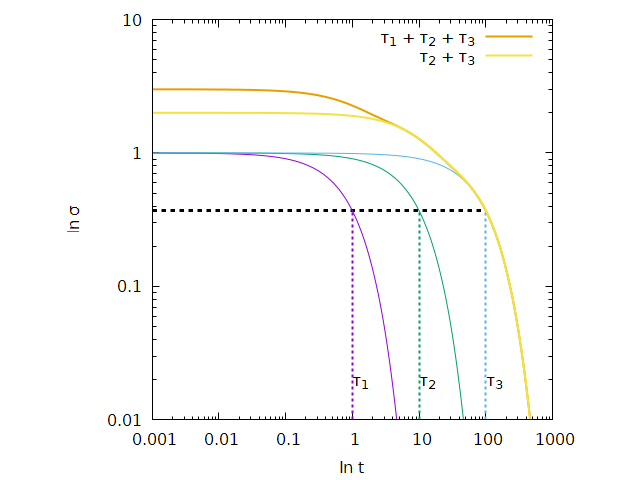 10
τ₁ + τ₂ + τ₃
τ₂ + τ₃
1
ln σ
0.1
τ₁ τ₂ τ₃
0.01
0.001 0.01 0.1 1 10 100 1000
ln t